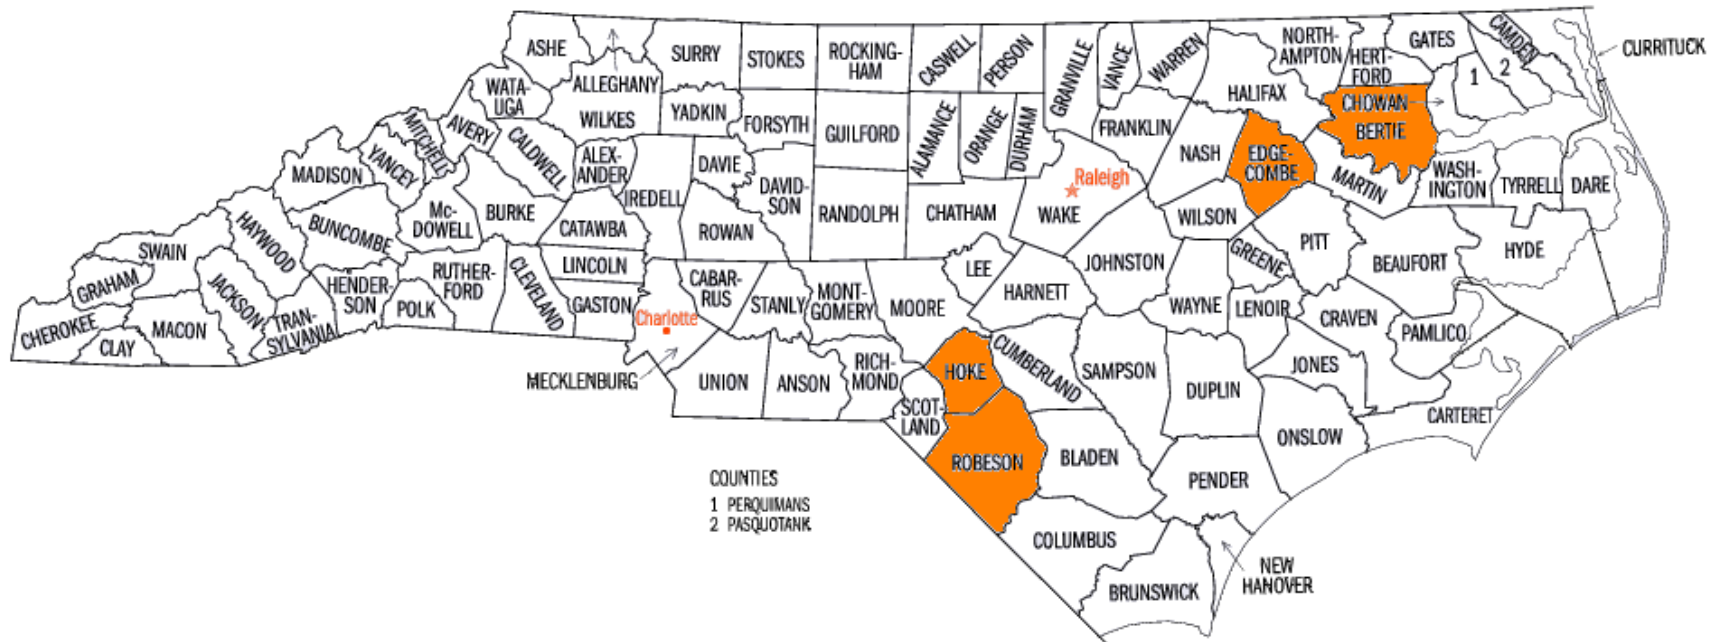 ASHE
ALLEGHANY
SURRY
STOKES
ROCKING-
HAM
CASWELL
PERSON
GRANVILLE
VANCE
WARREN
NORTH-
AMPTON
HERT-
FORD
GATES
CAMDEN
CURRITUCK
1
2
WATA-
UGA
WILKES
YADKIN
FORSYTH
GUILFORD
ALAMANCE
ORANGE
DURHAM
FRANKLIN
HALIFAX
CHOWAN
BERTIE
MITCHELL
AVERY
CALDWELL
ALEX-
ANDER
IREDELL
DAVIE
DAVID-
SON
NASH
EDGE-
COMBE
MARTIN
WASH-
INGTON
TYRRELL
DARE
MADISON
YANCEY
Mc-
DOWELL
BURKE
CATAWBA
ROWAN
RANDOLPH
CHATHAM
Raleigh
WAKE
WILSON
PITT
BEAUFORT
HYDE
SWAIN
HAYWOOD
BUNCOMBE
GRAHAM
JACKSON
HENDER-
SON
RUTHER-
FORD
POLK
CLEVELAND
LINCOLN
GASTON
CABAR-
RUS
STANLY
MONT-
GOMERY
MOORE
LEE
HARNETT
JOHNSTON
GREENE
WAYNE
LENOIR
CRAVEN
PAMLICO
CHEROKEE
CLAY
MACON
TRAN-
SYLVANIA
Charlotte
MECKLENBURG
UNION
ANSON
RICH-
MOND
SCOT-
LAND
HOKE
CUMBERLAND
SAMPSON
DUPLIN
JONES
CARTERET
ONSLOW
ROBESON
BLADEN
PENDER
COLUMBUS
BRUNSWICK
NEW
HANOVER
COUNTIES
1 PERQUIMANS
2 PASQUOTANK